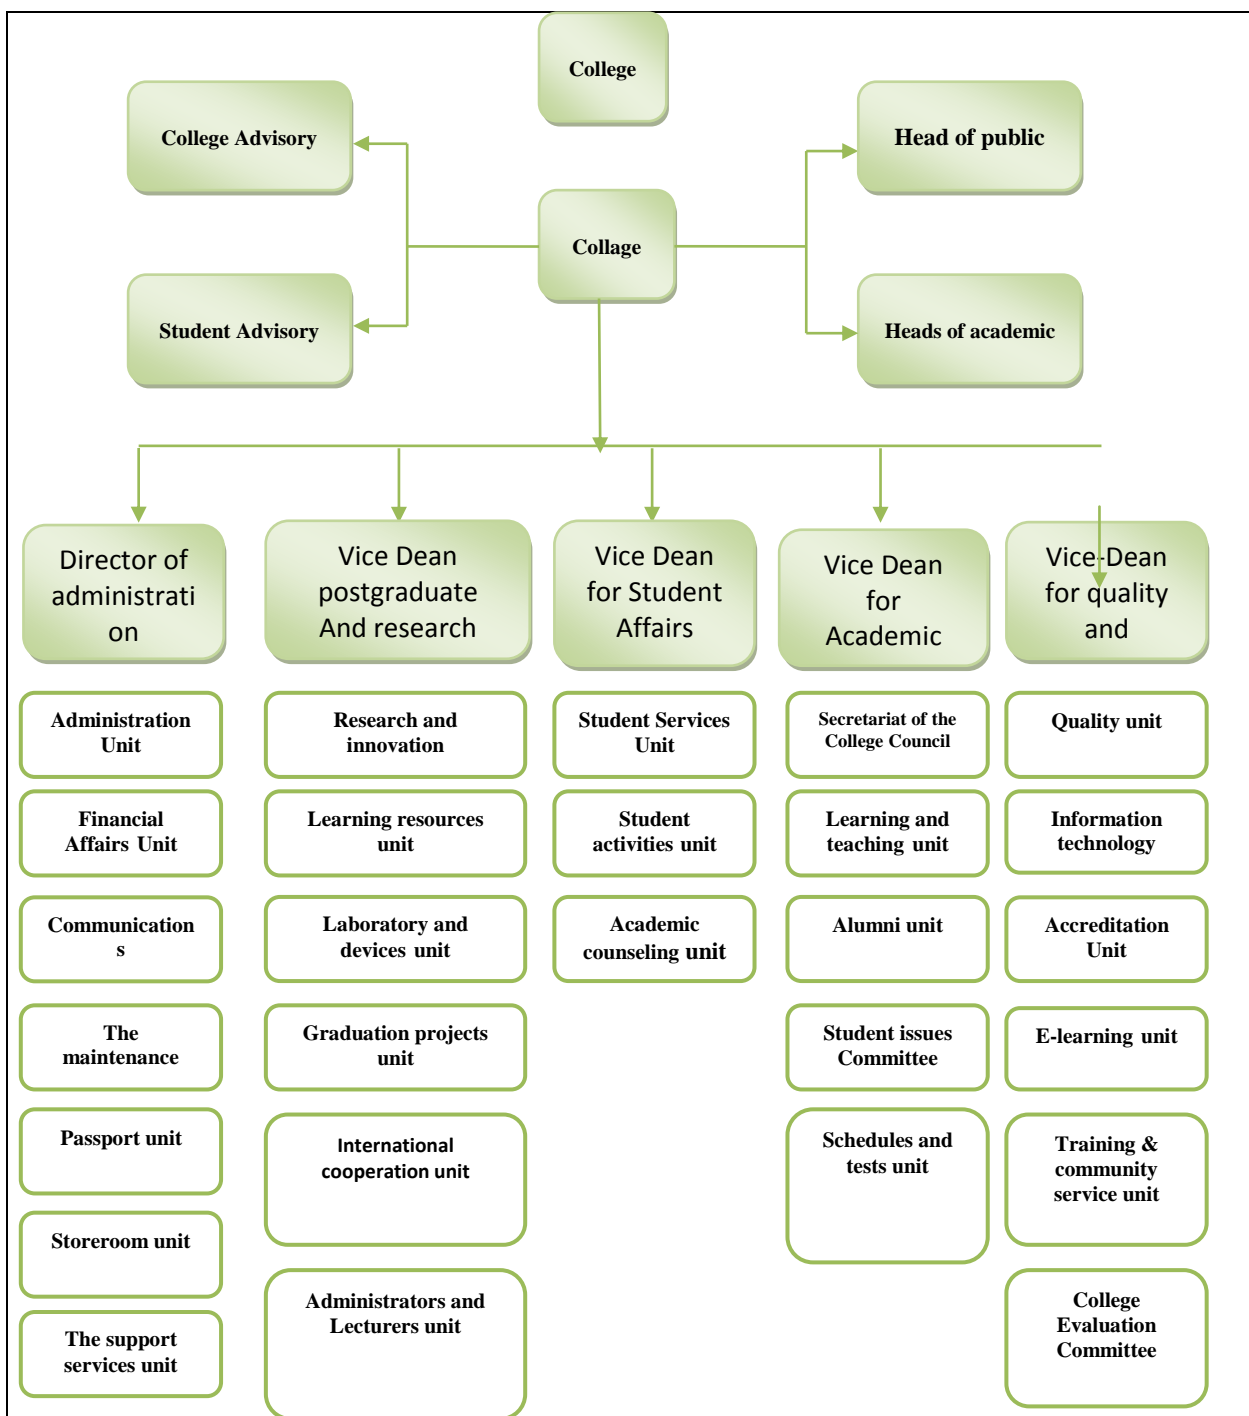 College
College Advisory
Head of public
Collage
Student Advisory
Heads of academic
Director of
administrati
on
Vice Dean
postgraduate
And research
Vice Dean
for Student
Affairs
Vice Dean
for
Academic
Vice-Dean
for quality
and
Administration
Unit
Research and
innovation
Student Services
Unit
Secretariat of the
College Council
Quality unit
Financial
Affairs Unit
Learning resources
unit
Student
activities unit
Learning and
teaching unit
Information
technology
Communication
s
Laboratory and
devices unit
Academic
counseling unit
Alumni unit
Accreditation
Unit
The
maintenance
Graduation projects
unit
Student issues
Committee
E-learning unit
Passport unit
International
cooperation unit
Schedules and
tests unit
Training &
community
service unit
Storeroom unit
Administrators and
Lecturers unit
College
Evaluation
Committee
The support
services unit